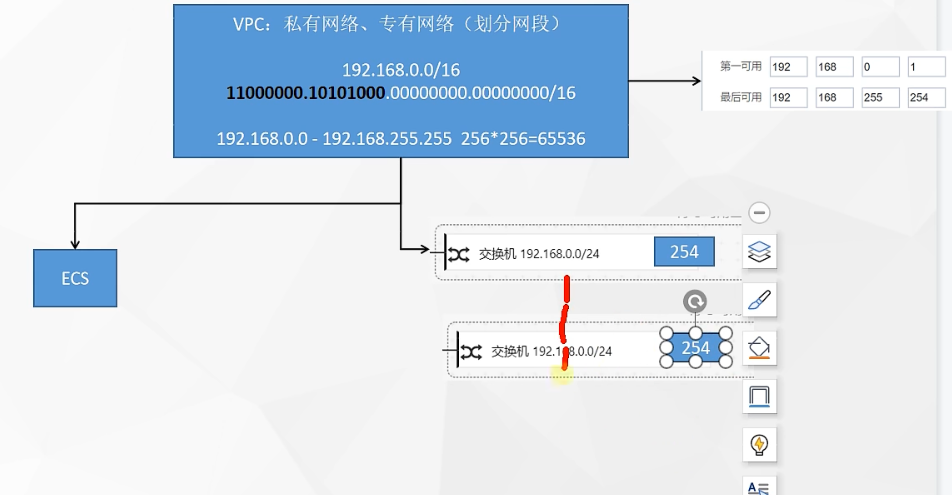 VPC：私有网络、专有网络（划分网段）
192.168.0.0/16
11000000.10101000.00000000.00000000/16
192.168.0.0 - 192.168.255.255 256*256=65536
第一可用 192 168 0 1
最后可用 192 168 255 254
ECS
交换机 192.168.0.0/24 254
交换机 192.168.0.0/24 254
A